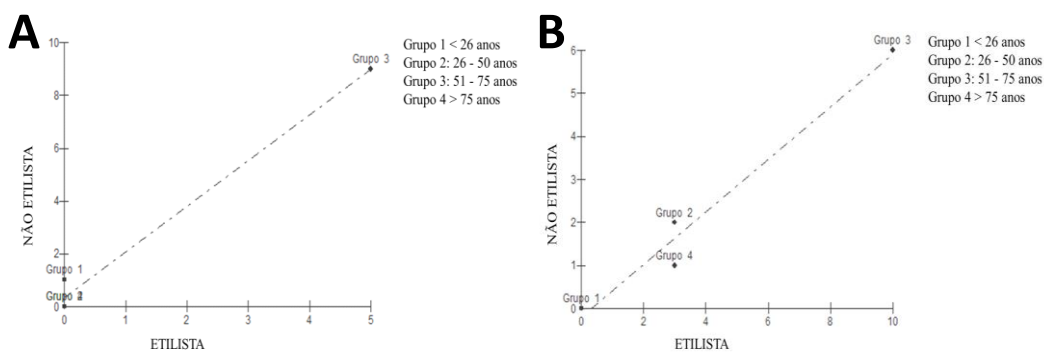 A
10
8
6
4
2
0
0 1 2 3 4 5
NÃO ETILISTA
ETILISTA
Grupo 3
Grupo 1
Grupo
Grupo 1 < 26 anos
Grupo 2: 26 - 50 anos
Grupo 3: 51 - 75 anos
Grupo 4 > 75 anos
B
6
5
4
3
2
1
0
0 2 4 6 8 10
NÃO ETILISTA
ETILISTA
Grupo 3
Grupo 2
Grupo 4
Grupo 1
Grupo 1 < 26 anos
Grupo 2: 26 - 50 anos
Grupo 3: 51 - 75 anos
Grupo 4 > 75 anos